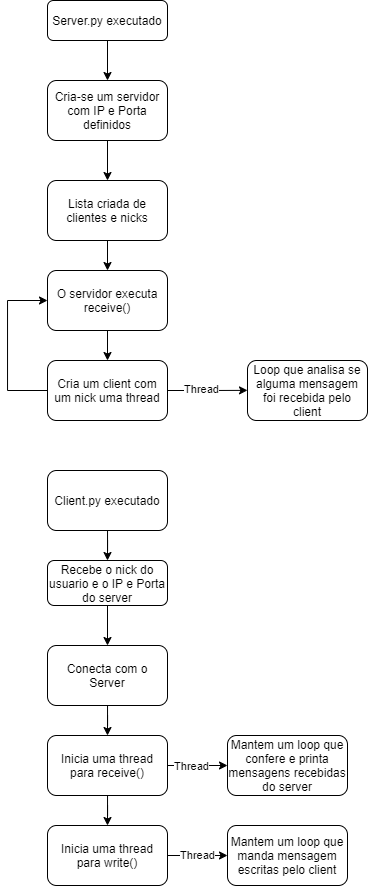 Server.py executado
Cria-se um servidor
com IP e Porta
definidos
Lista criada de
clientes e nicks
O servidor executa
receive()
Cria um client com
um nick uma thread
Thread
Loop que analisa se
alguma mensagem
foi recebida pelo
client
Client.py executado
Recebe o nick do
usuario e o IP e Porta
do server
Conecta com o
Server
Inicia uma thread
para receive()
Thread
Mantem um loop que
confere e printa
mensagens recebidas
do server
Inicia uma thread
para write()
Thread
Mantem um loop que
manda mensagem
escritas pelo client